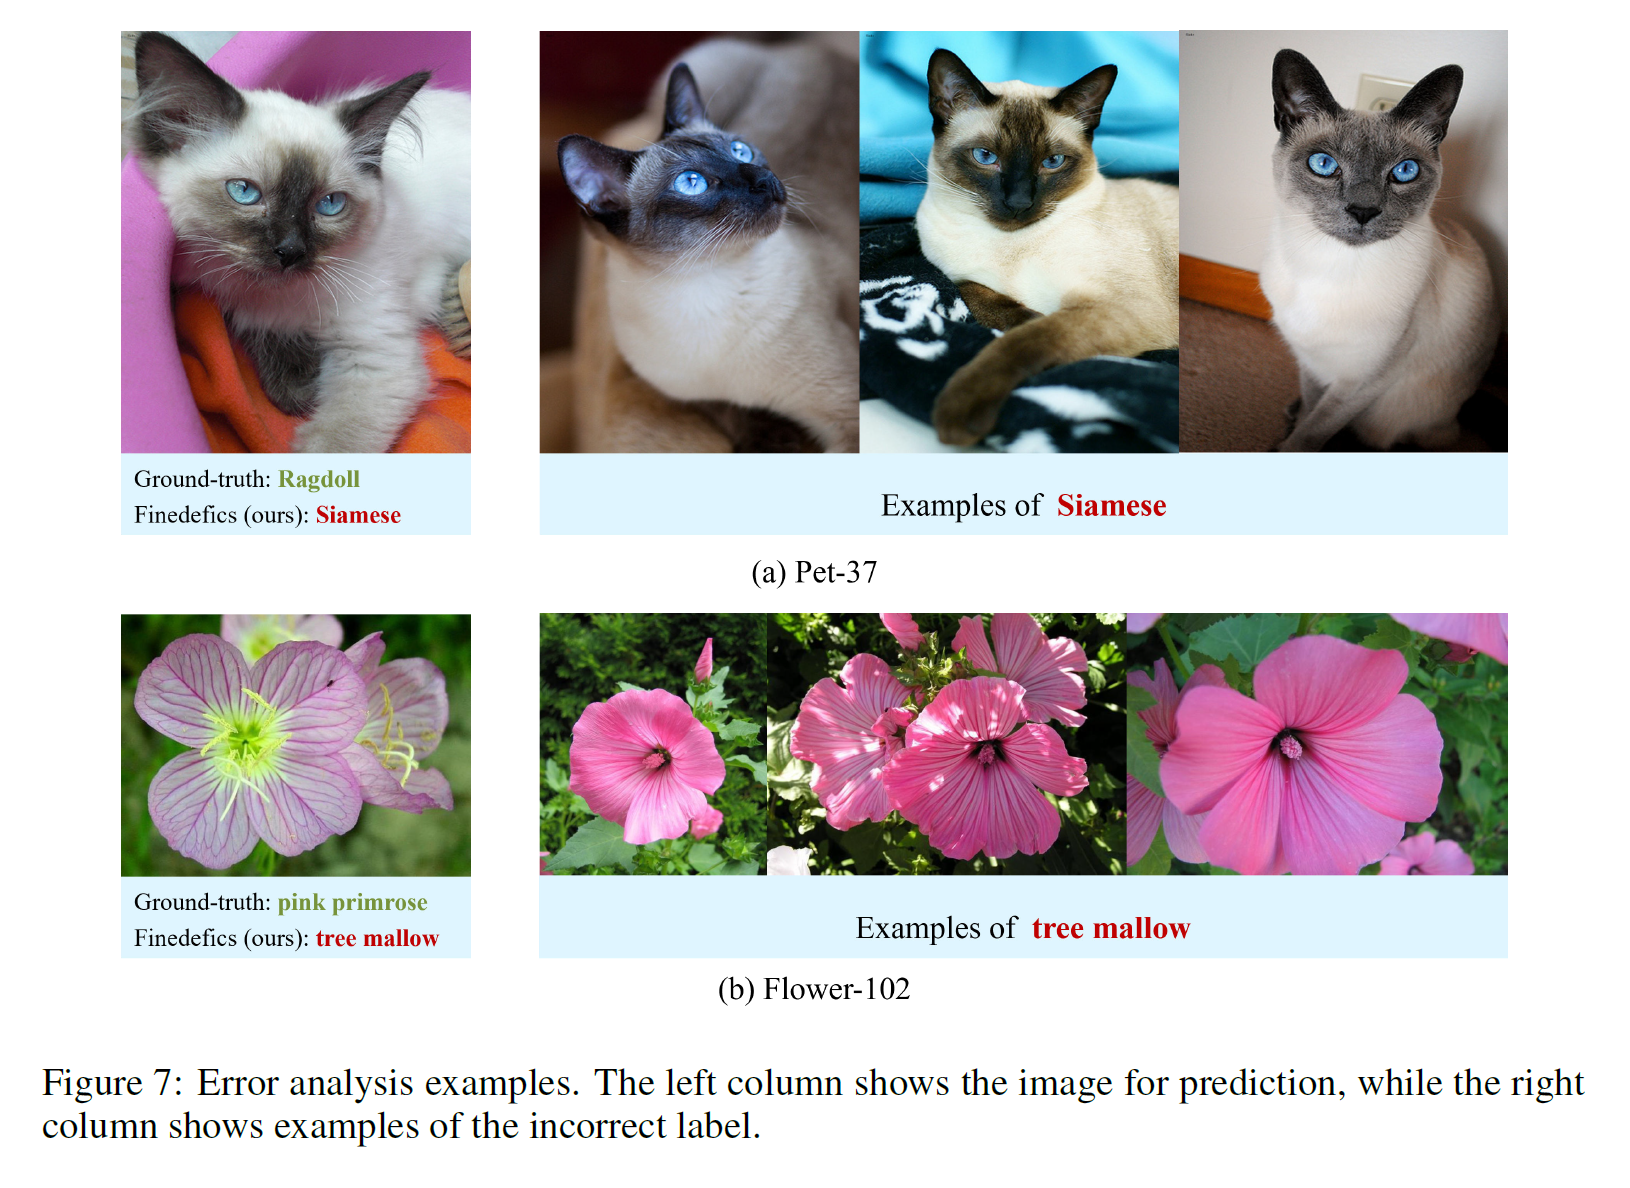 Ground-truth: Ragdoll
Finedefics (ours): Siamese
Examples of Siamese
(a) Pet-37
Ground-truth: pink primrose
Finedefics (ours): tree mallow
Examples of tree mallow
(b) Flower-102
Figure 7: Error analysis examples. The left column shows the image for prediction, while the right
column shows examples of the incorrect label.